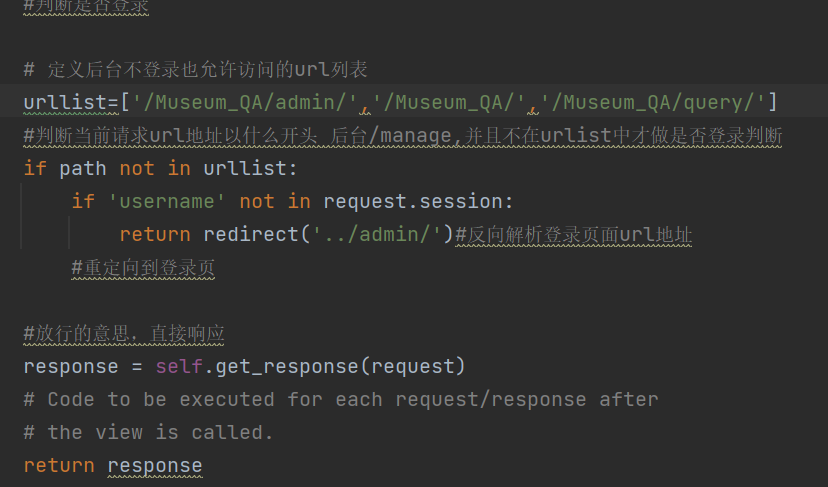 #判断是否登录
# 定义后台不登录也允许访问的url列表
urllist=['/Museum_QA/admin/','/Museum_QA/','/Museum_QA/query/']
#判断当前请求url地址以什么开头 后台/manage,并且不在urlist中才做是否登录判断
if path not in urllist:
if 'username' not in request.session:
return redirect('../admin/')#反向解析登录页面url地址
#重定向到登录页
#放行的意思，直接响应
response = self.get_response(request)
# Code to be executed for each request/response after
# the view is called.
return response